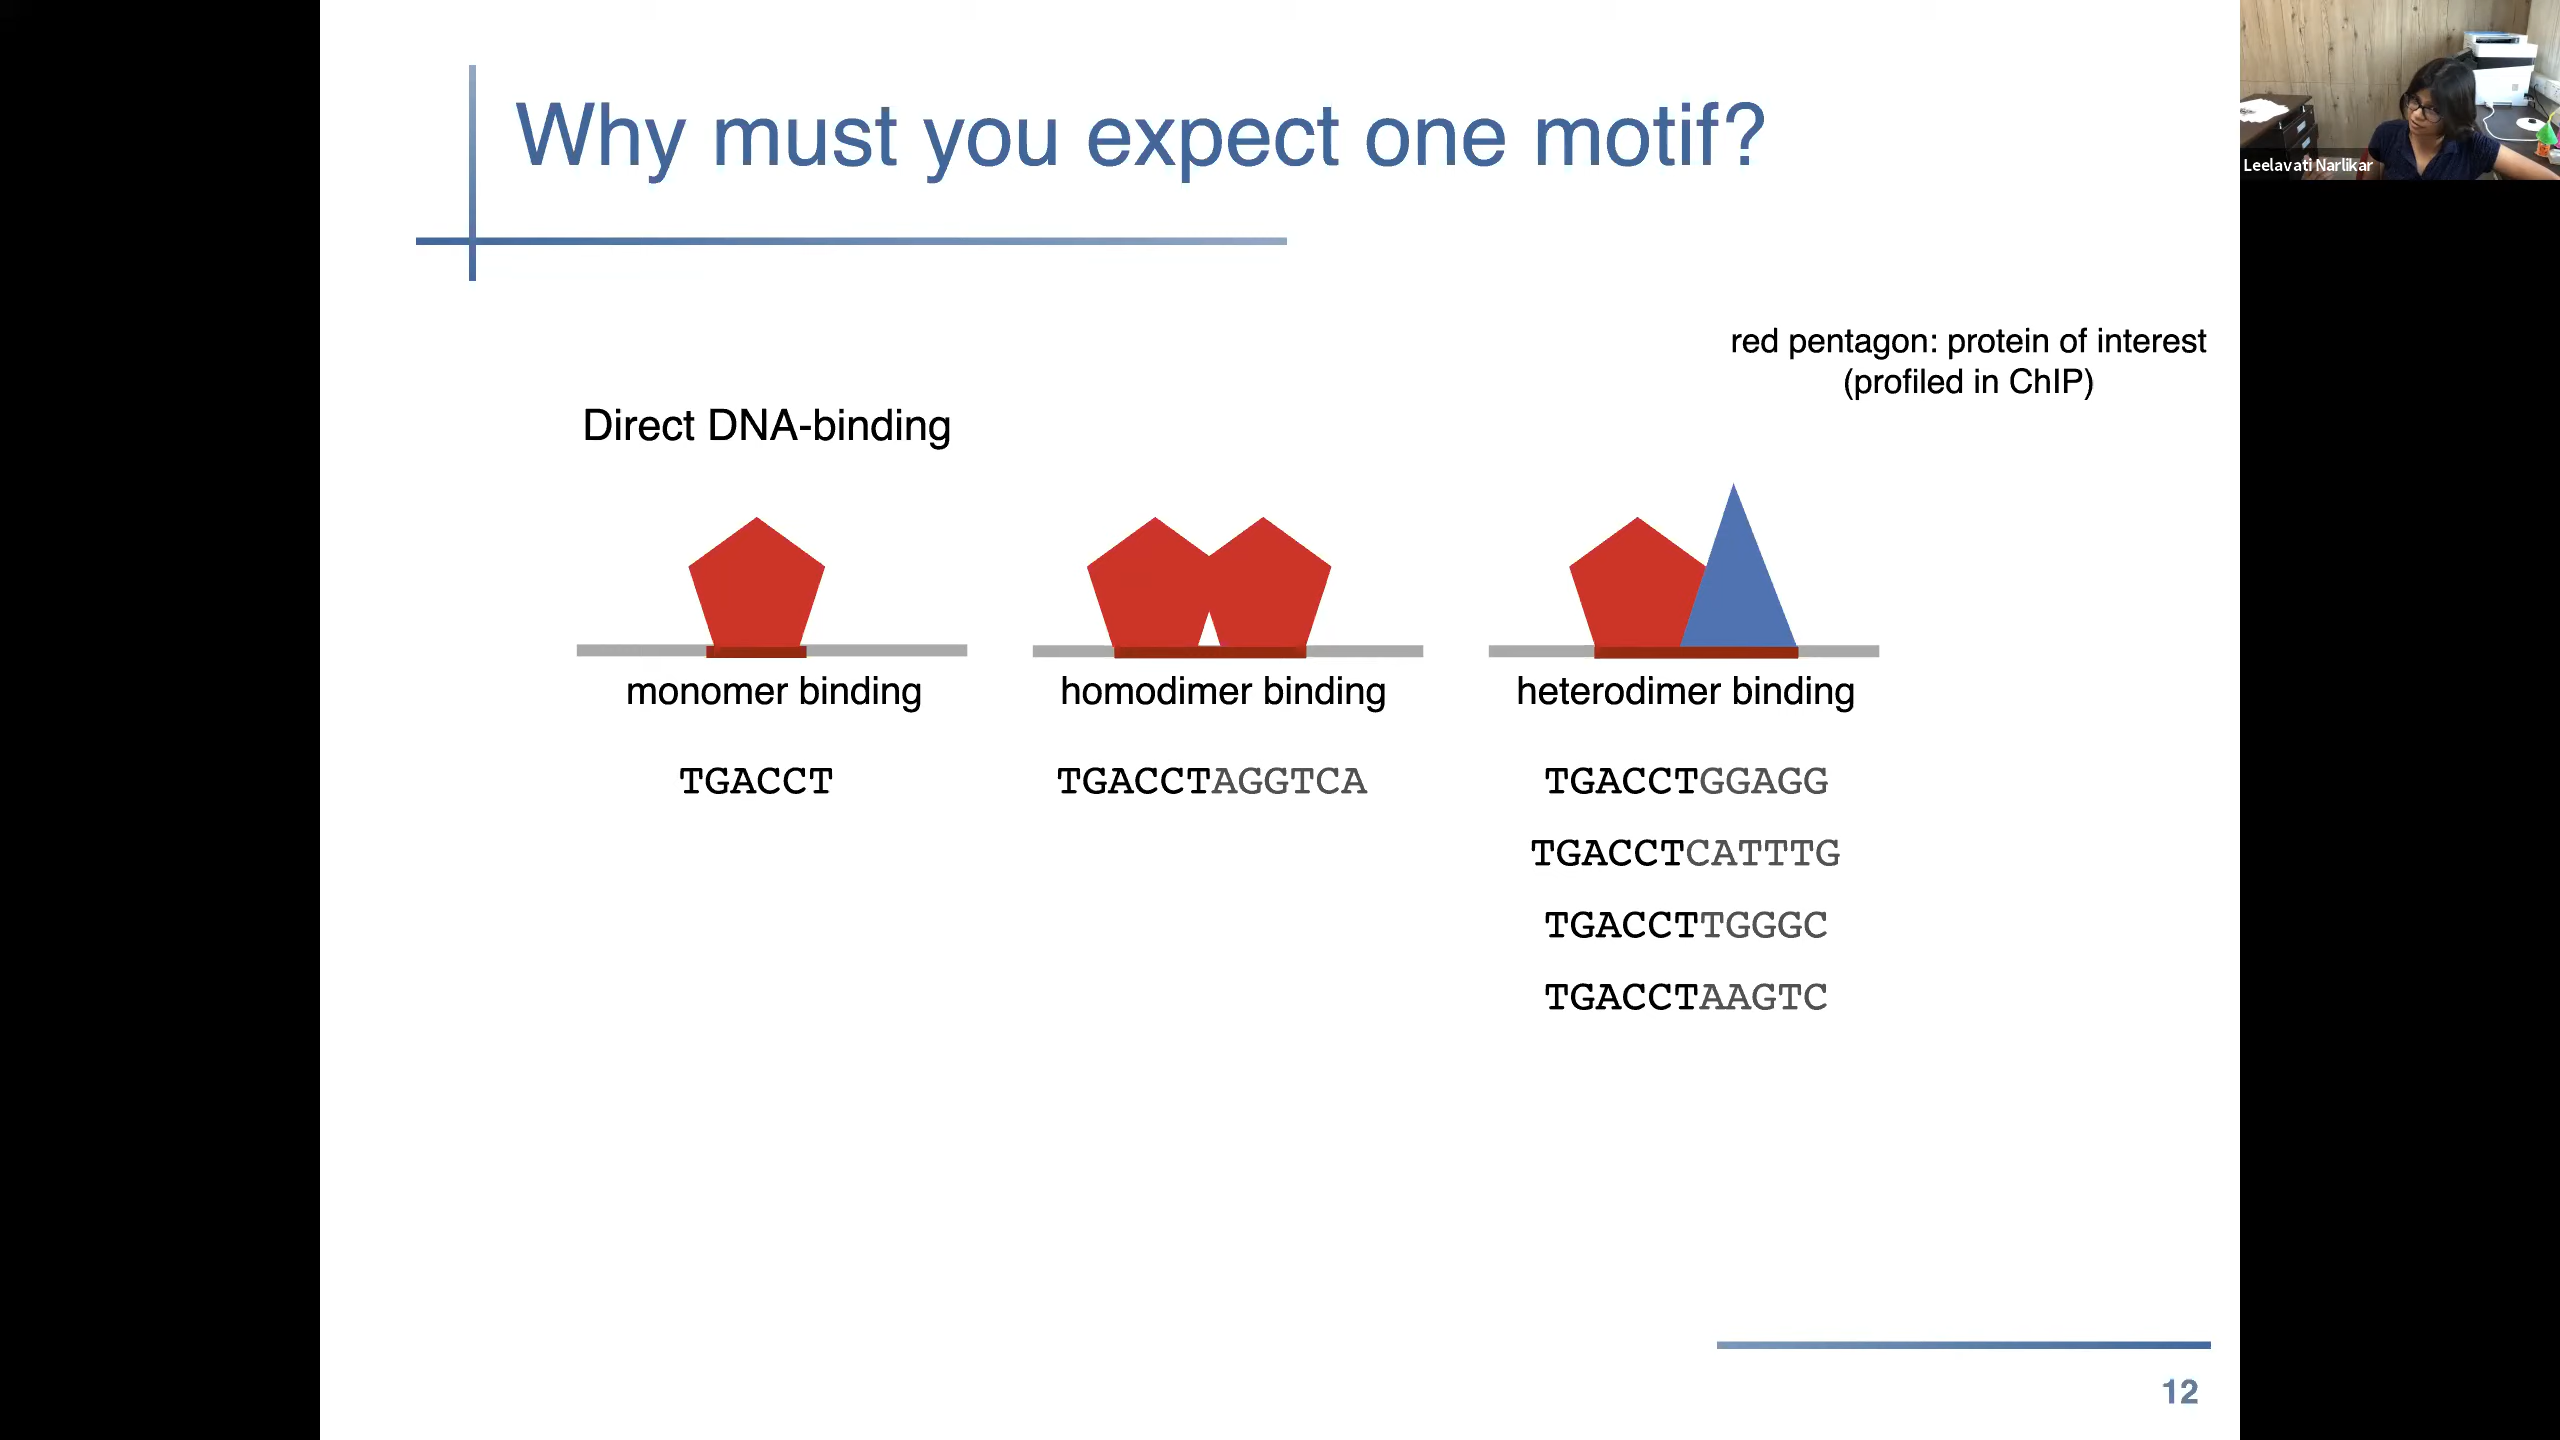 Why must you expect one motif?
Leelavati Narlikar
red pentagon: protein of interest
(profiled in ChIP)
Direct DNA-binding
monomer binding
homodimer binding
heterodimer binding
TGACCT
TGACCTAGGTCA
TGACCTGGAGG
TGACCTCATTTG
TGACCTTGGGC
TGACCTAAGTC
12